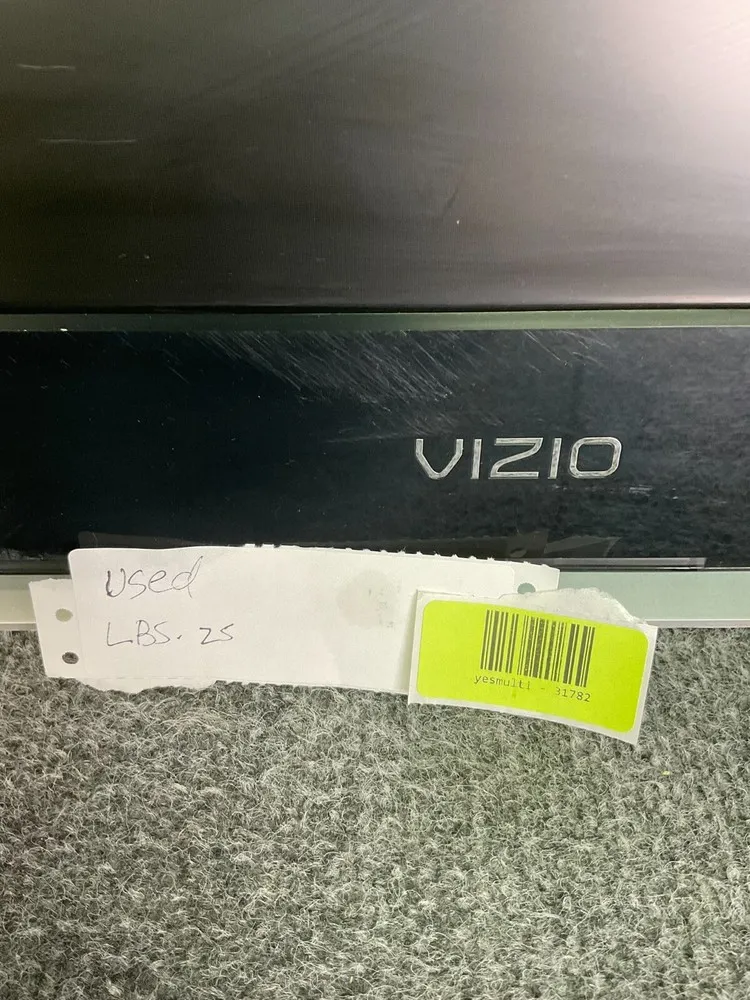 VIZIO
used
LBS. 25
yesmulti - 31782